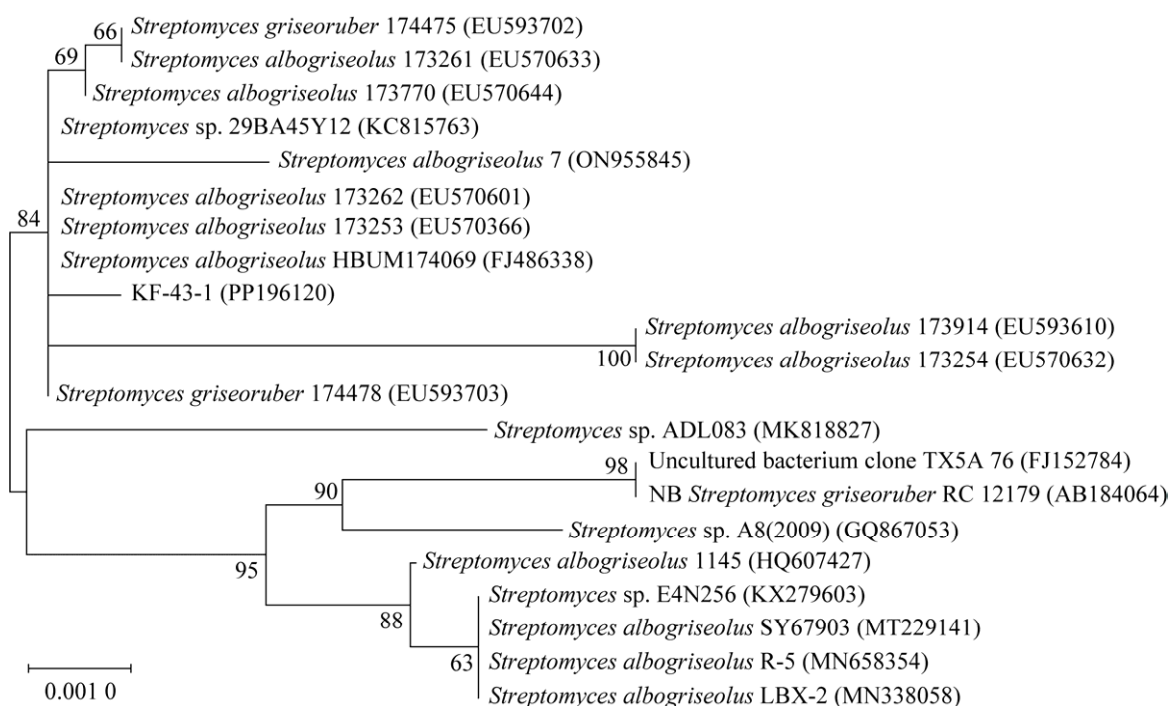 66
Streptomyces griseoruber 174475 (EU593702)
69
Streptomyces albogriseolus 173261 (EU570633)
Streptomyces albogriseolus 173770 (EU570644)
Streptomyces sp. 29BA45Y12 (KC815763)
Streptomyces albogriseolus 7 (ON955845)
84
Streptomyces albogriseolus 173262 (EU570601)
Streptomyces albogriseolus 173253 (EU570366)
Streptomyces albogriseolus HBUM174069 (FJ486338)
KF-43-1 (PP196120)
Streptomyces albogriseolus 173914 (EU593610)
100
Streptomyces albogriseolus 173254 (EU570632)
Streptomyces griseoruber 174478 (EU593703)
Streptomyces sp. ADL083 (MK818827)
98
Uncultured bacterium clone TX5A 76 (FJ152784)
90
NB Streptomyces griseoruber RC 12179 (AB184064)
Streptomyces sp. A8(2009) (GQ867053)
95
Streptomyces albogriseolus 1145 (HQ607427)
88
Streptomyces sp. E4N256 (KX279603)
Streptomyces albogriseolus SY67903 (MT229141)
63
Streptomyces albogriseolus R-5 (MN658354)
Streptomyces albogriseolus LBX-2 (MN338058)
0.001 0